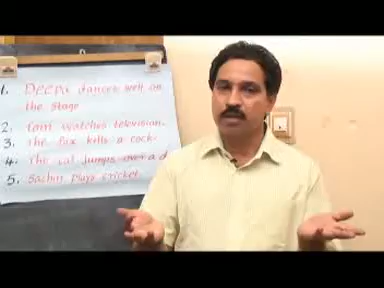 1. Deepa dances well on
the stage
2. Tom watches television.
3. The Fox kills a cock.
4. The cat jumps over a d
5. Sachin plays cricket.